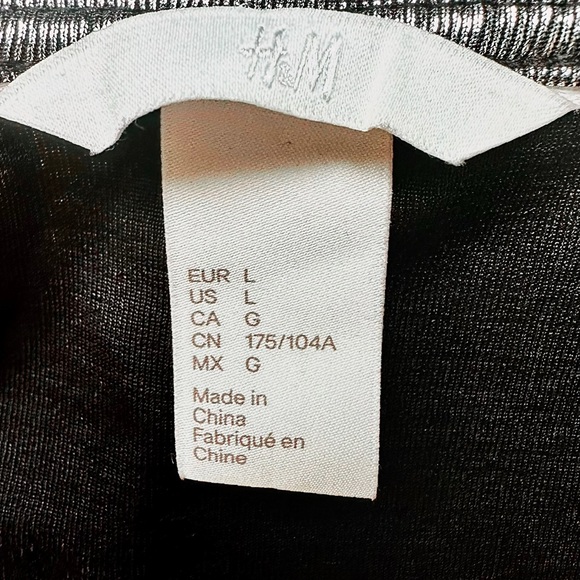 H&M
EUR L
US L
CA G
CN 175/104A
MX G
Made in
China
Fabriqué en
Chine